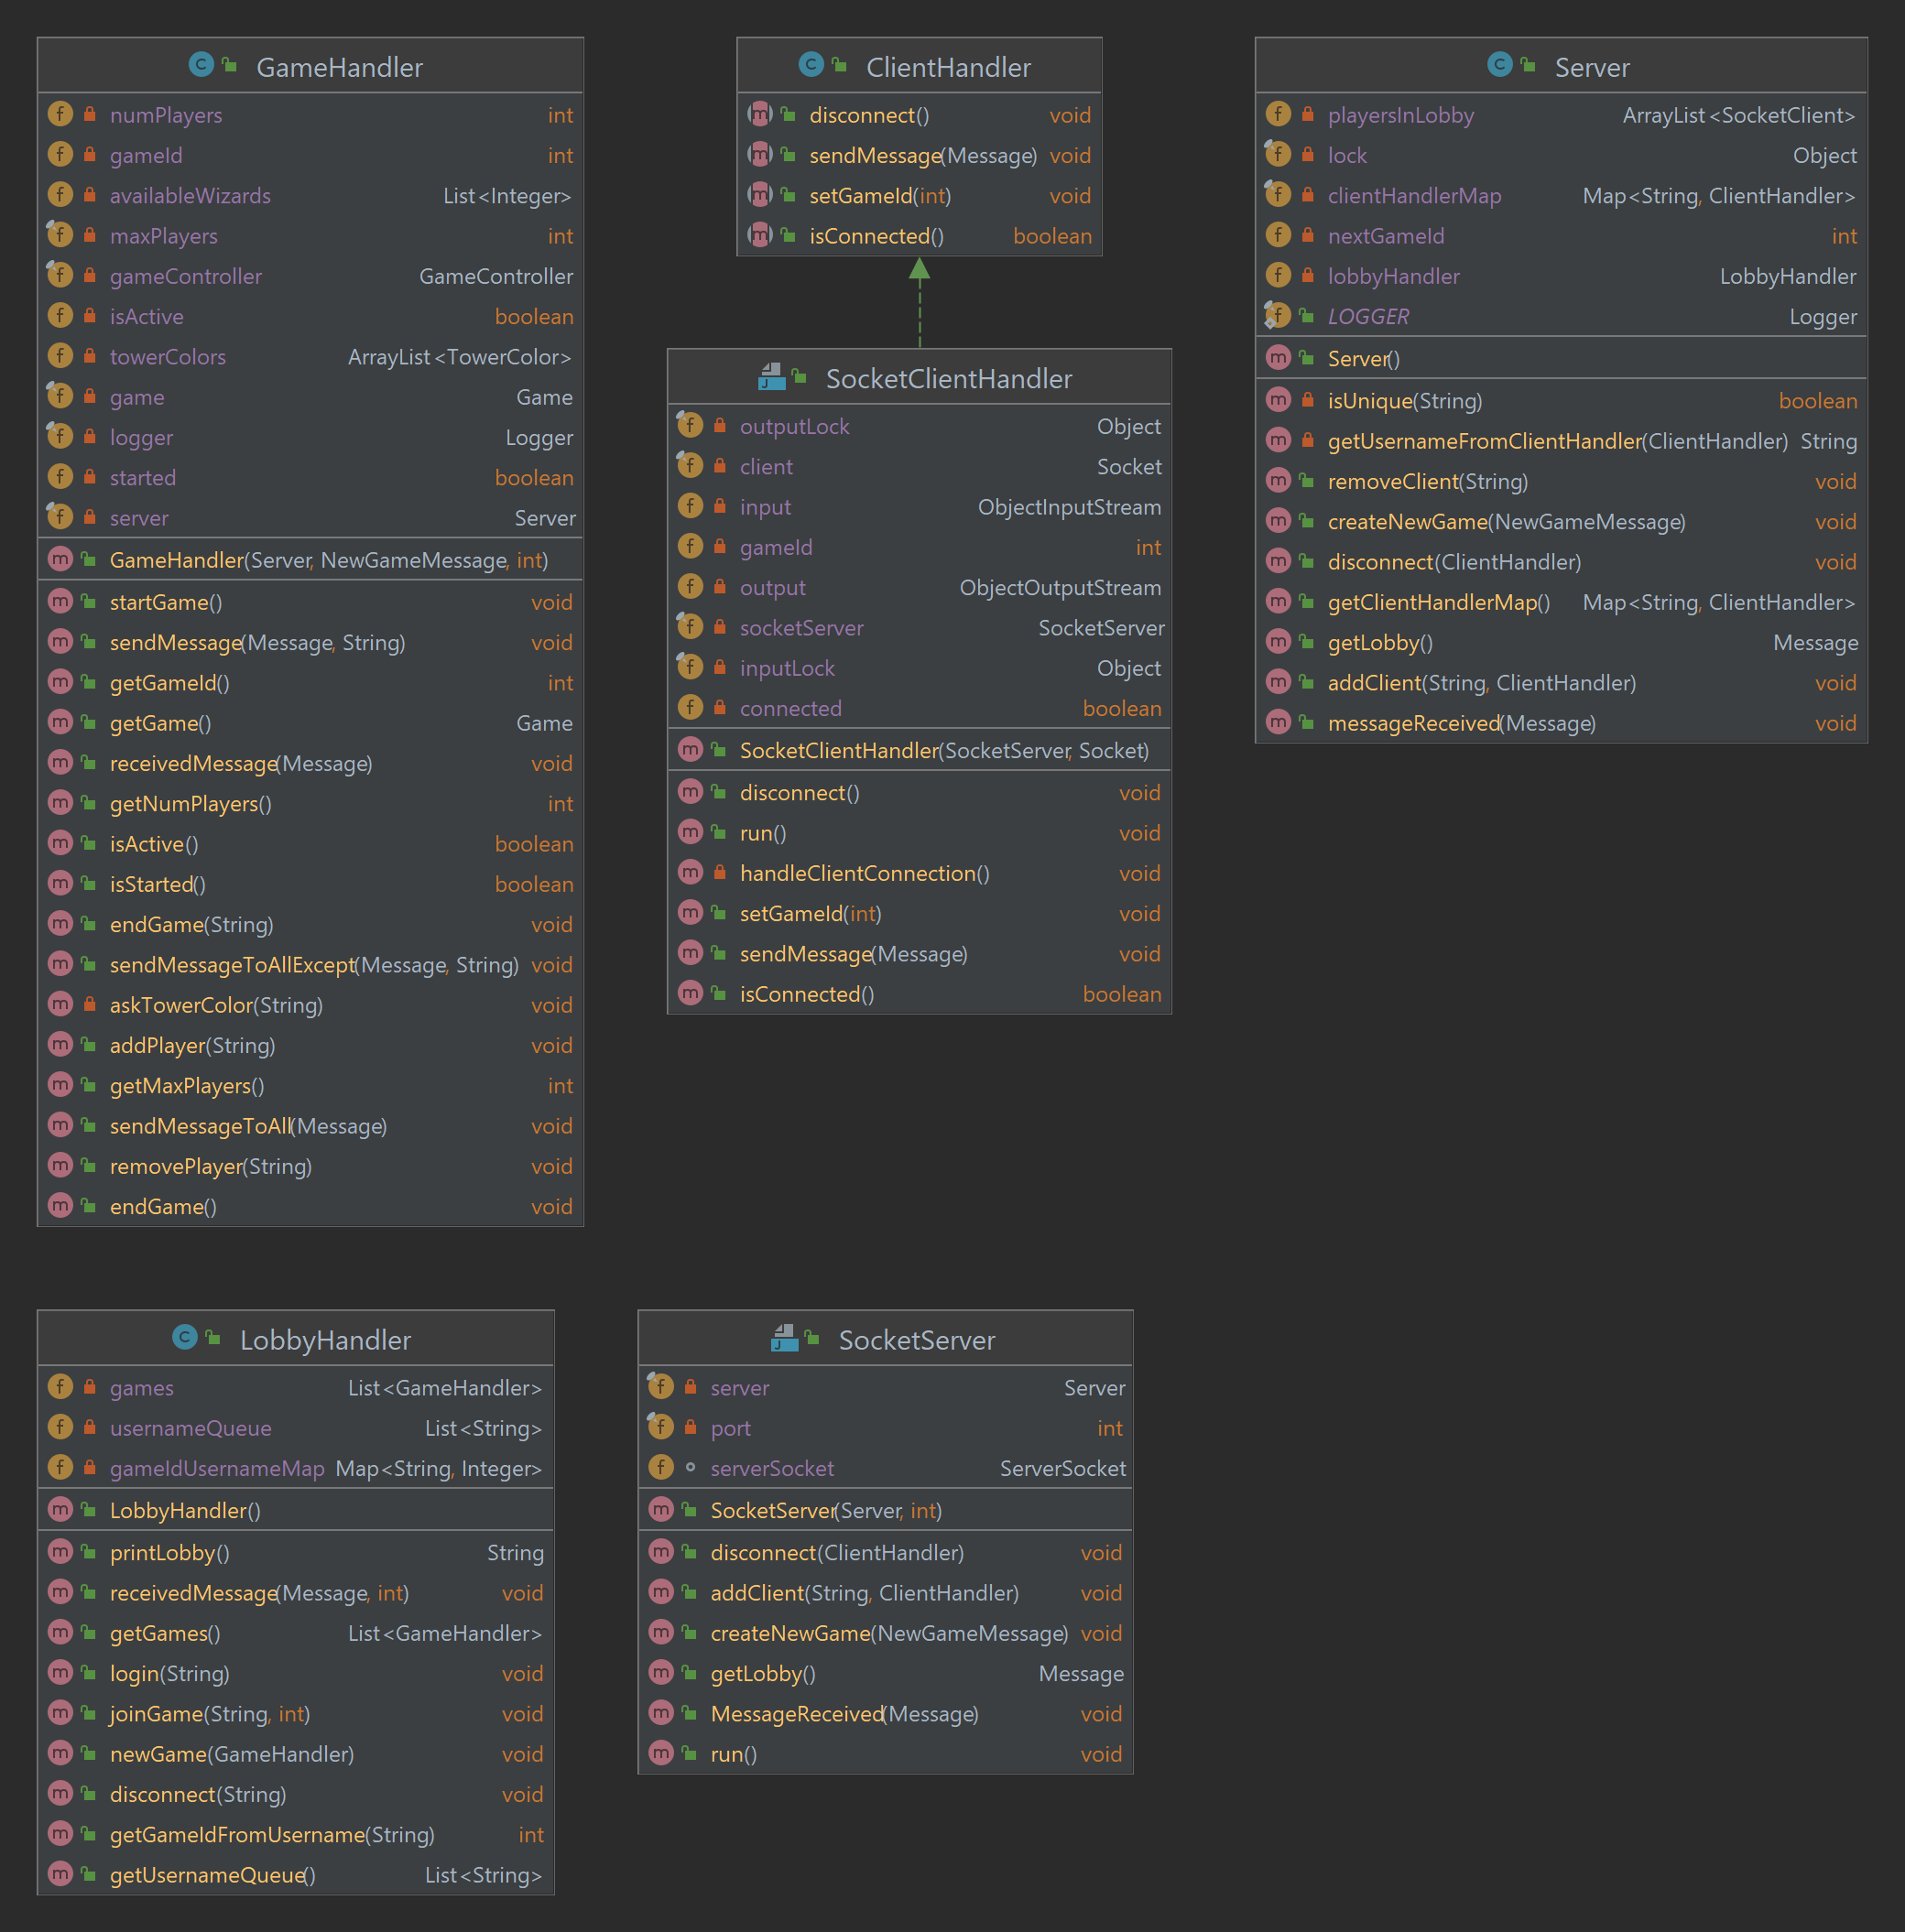 GameHandler
numPlayers int
gameId int
availableWizards List<Integer>
maxPlayers int
gameController GameController
isActive boolean
towerColors ArrayList<TowerColor>
game Game
logger Logger
started boolean
server Server
GameHandler(Server, NewGameMessage, int)
startGame() void
sendMessage(Message, String) void
getGameId() int
getGame() Game
receivedMessage(Message) void
getNumPlayers() int
isActive() boolean
isStarted() boolean
endGame(String) void
sendMessageToAllExcept(Message, String) void
askTowerColor(String) void
addPlayer(String) void
getMaxPlayers() int
sendMessageToAll(Message) void
removePlayer(String) void
endGame() void
ClientHandler
disconnect() void
sendMessage(Message) void
setGameId(int) void
isConnected() boolean
SocketClientHandler
outputLock Object
client Socket
input ObjectInputStream
gameId int
output ObjectOutputStream
socketServer SocketServer
inputLock Object
connected boolean
SocketClientHandler(SocketServer, Socket)
disconnect() void
run() void
handleClientConnection() void
setGameId(int) void
sendMessage(Message) void
isConnected() boolean
Server
playersInLobby ArrayList<SocketClient>
lock Object
clientHandlerMap Map<String, ClientHandler>
nextGameId int
lobbyHandler LobbyHandler
LOGGER Logger
Server()
isUnique(String) boolean
getUsernameFromClientHandler(ClientHandler) String
removeClient(String) void
createNewGame(NewGameMessage) void
disconnect(ClientHandler) void
getClientHandlerMap() Map<String, ClientHandler>
getLobby() Message
addClient(String, ClientHandler) void
messageReceived(Message) void
LobbyHandler
games List<GameHandler>
usernameQueue List<String>
gameIdUsernameMap Map<String, Integer>
LobbyHandler()
printLobby() String
receivedMessage(Message, int) void
getGames() List<GameHandler>
login(String) void
joinGame(String, int) void
newGame(GameHandler) void
disconnect(String) void
getGameIdFromUsername(String) int
getUsernameQueue() List<String>
SocketServer
server Server
port int
serverSocket ServerSocket
SocketServer(Server, int)
disconnect(ClientHandler) void
addClient(String, ClientHandler) void
createNewGame(NewGameMessage) void
getLobby() Message
MessageReceived(Message) void
run() void